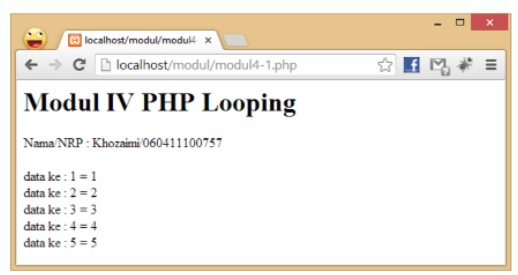 localhost/modul/modul4-
localhost/modul/modul4-1.php
Modul IV PHP Looping
Nama/NRP : Khozaimi/060411100757
data ke : 1 = 1
data ke : 2 = 2
data ke : 3 = 3
data ke : 4 = 4
data ke : 5 = 5